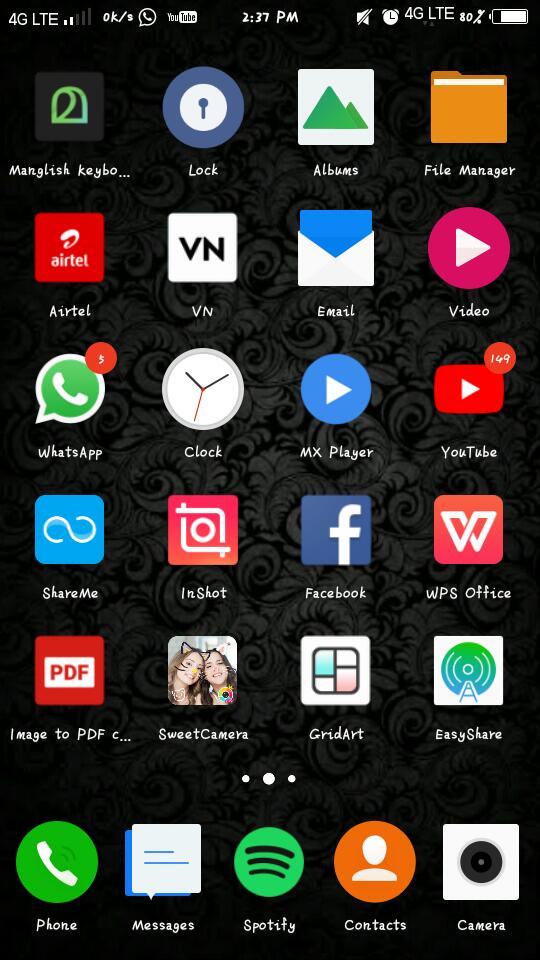 4G LTE 0K/s YouTube 2:37 PM 4G LTE 80%
Manglish keybo... Lock Albums File Manager
airtel VN
Airtel VN Email Video
5 149
WhatsApp Clock MX Player YouTube
ShareMe InShot Facebook WPS Office
PDF
Image to PDF c... SweetCamera GridArt EasyShare
Phone Messages Spotify Contacts Camera